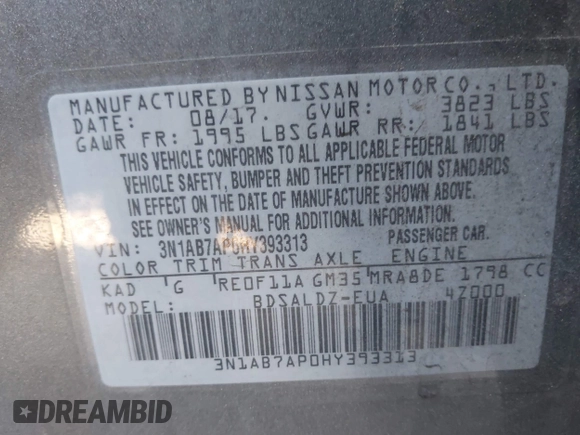 MANUFACTURED BY NISSAN MOTOR CO., LTD.
DATE: 08/17. GVWR: 3823 LBS
GAWR FR: 1995 LBS GAWR RR: 1841 LBS
THIS VEHICLE CONFORMS TO ALL APPLICABLE FEDERAL MOTOR
VEHICLE SAFETY, BUMPER AND THEFT PREVENTION STANDARDS
IN EFFECT ON THE DATE OF MANUFACTURE SHOWN ABOVE.
SEE OWNER'S MANUAL FOR ADDITIONAL INFORMATION.
VIN: 3N1AB7AP0HY393313 PASSENGER CAR.
COLOR TRIM TRANS AXLE ENGINE
KAD G RE0F11A GM35 MRA8DE 1798 CC
MODEL: BDSALDZ-EUA 4Z000
3N1AB7AP0HY393313
DREAMBID